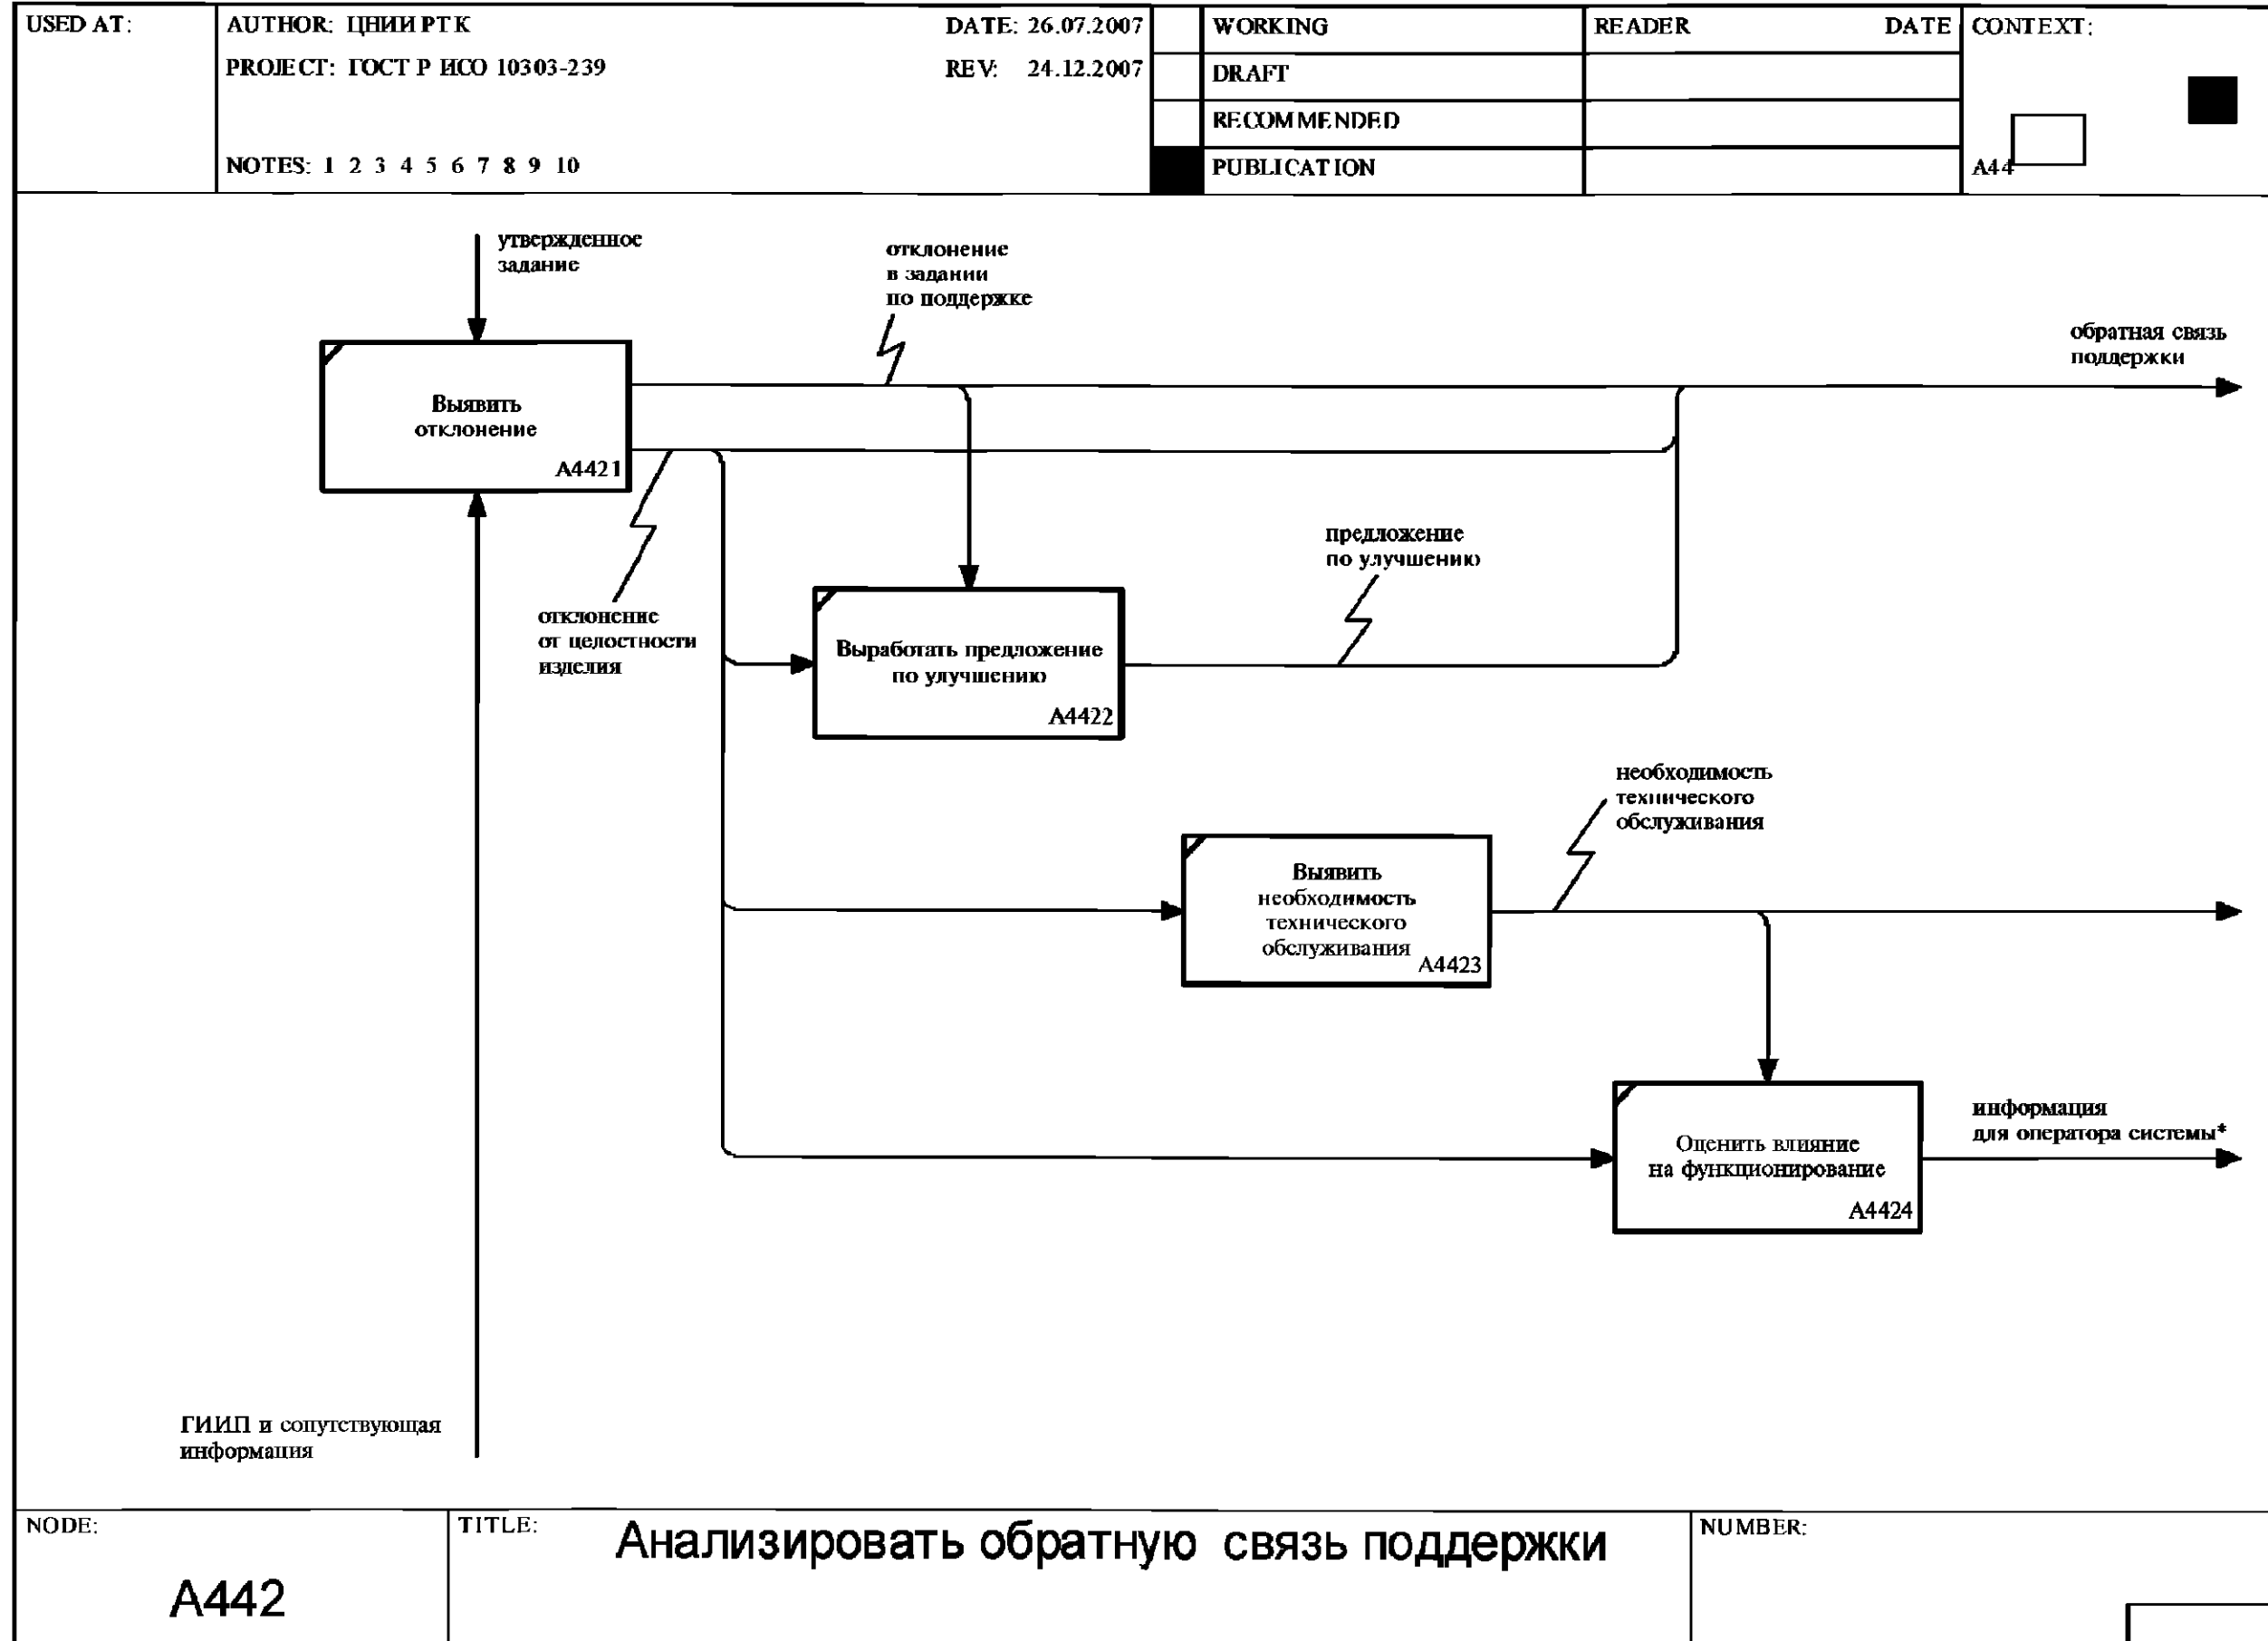 USED AT:
AUTHOR: ЦНИИ РТК
DATE: 26.07.2007
PROJECT: ГОСТ Р ИСО 10303-239
REV: 24.12.2007
NOTES: 1 2 3 4 5 6 7 8 9 10
WORKING
DRAFT
RECOMMENDED
PUBLICATION
READER
DATE
CONTEXT:
A44
утвержденное
задание
отклонение
в задании
по поддержке
обратная связь
поддержки
Выявить
отклонение
A4421
предложение
по улучшению
отклонение
от целостности
изделия
Выработать предложение
по улучшению
A4422
необходимость
технического
обслуживания
Выявить
необходимость
технического
обслуживания
A4423
информация
для оператора системы*
Оценить влияние
на функционирование
A4424
ГИИП и сопутствующая
информация
NODE:
A442
TITLE:
Анализировать обратную связь поддержки
NUMBER: